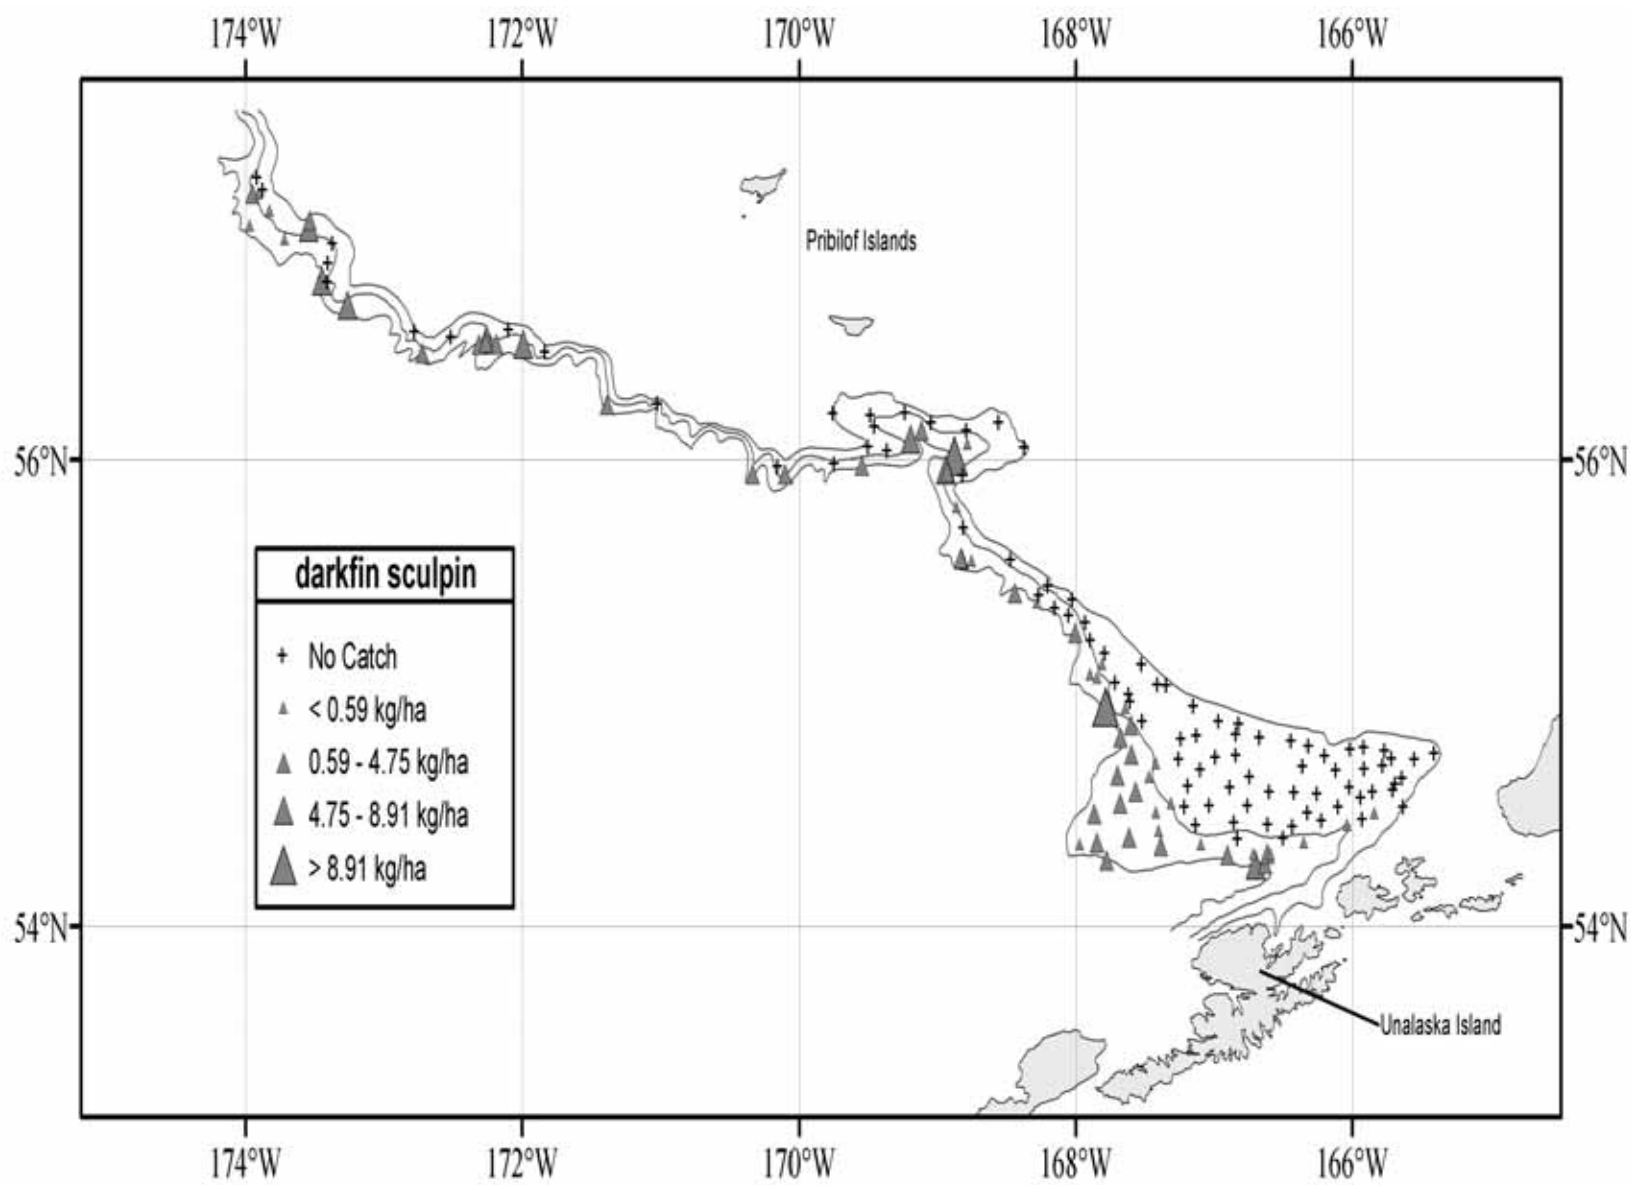 174°W 172°W 170°W 168°W 166°W
Pribilof Islands
56°N 56°N
darkfin sculpin
No Catch
< 0.59 kg/ha
0.59 - 4.75 kg/ha
4.75 - 8.91 kg/ha
> 8.91 kg/ha
54°N 54°N
Unalaska Island
174°W 172°W 170°W 168°W 166°W